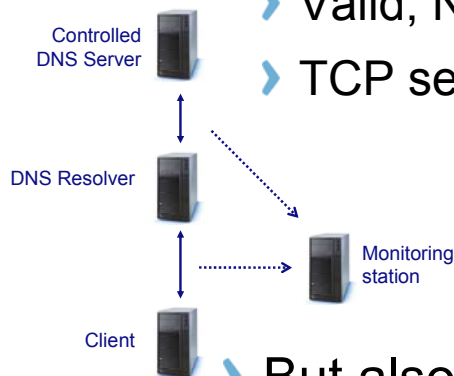 Valid, N
TCP se
Controlled
DNS Server
DNS Resolver
Monitoring
station
Client
But also